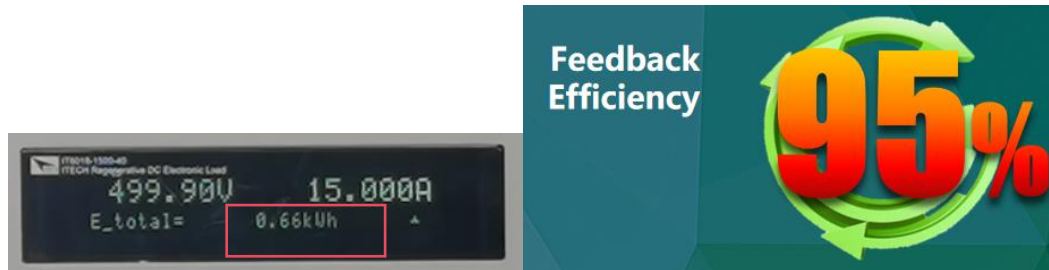 IT6018-1500-40
ITECH Regenerative DC Electronic Load
499.90V 15.000A
E_total= 0.66kWh
Feedback
Efficiency
95%